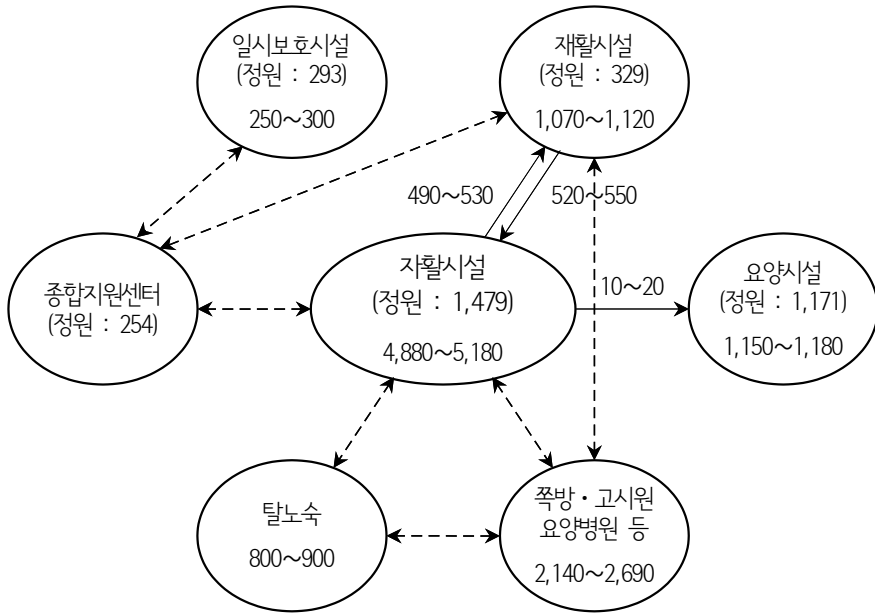 일시보호시설
(정원 : 293)
250～300
재활시설
(정원 : 329)
1,070～1,120
490～530
520～550
종합지원센터
(정원 : 254)
자활시설
(정원 : 1,479)
4,880～5,180
10～20
요양시설
(정원 : 1,171)
1,150～1,180
탈노숙
800～900
쪽방・고시원
요양병원 등
2,140～2,690